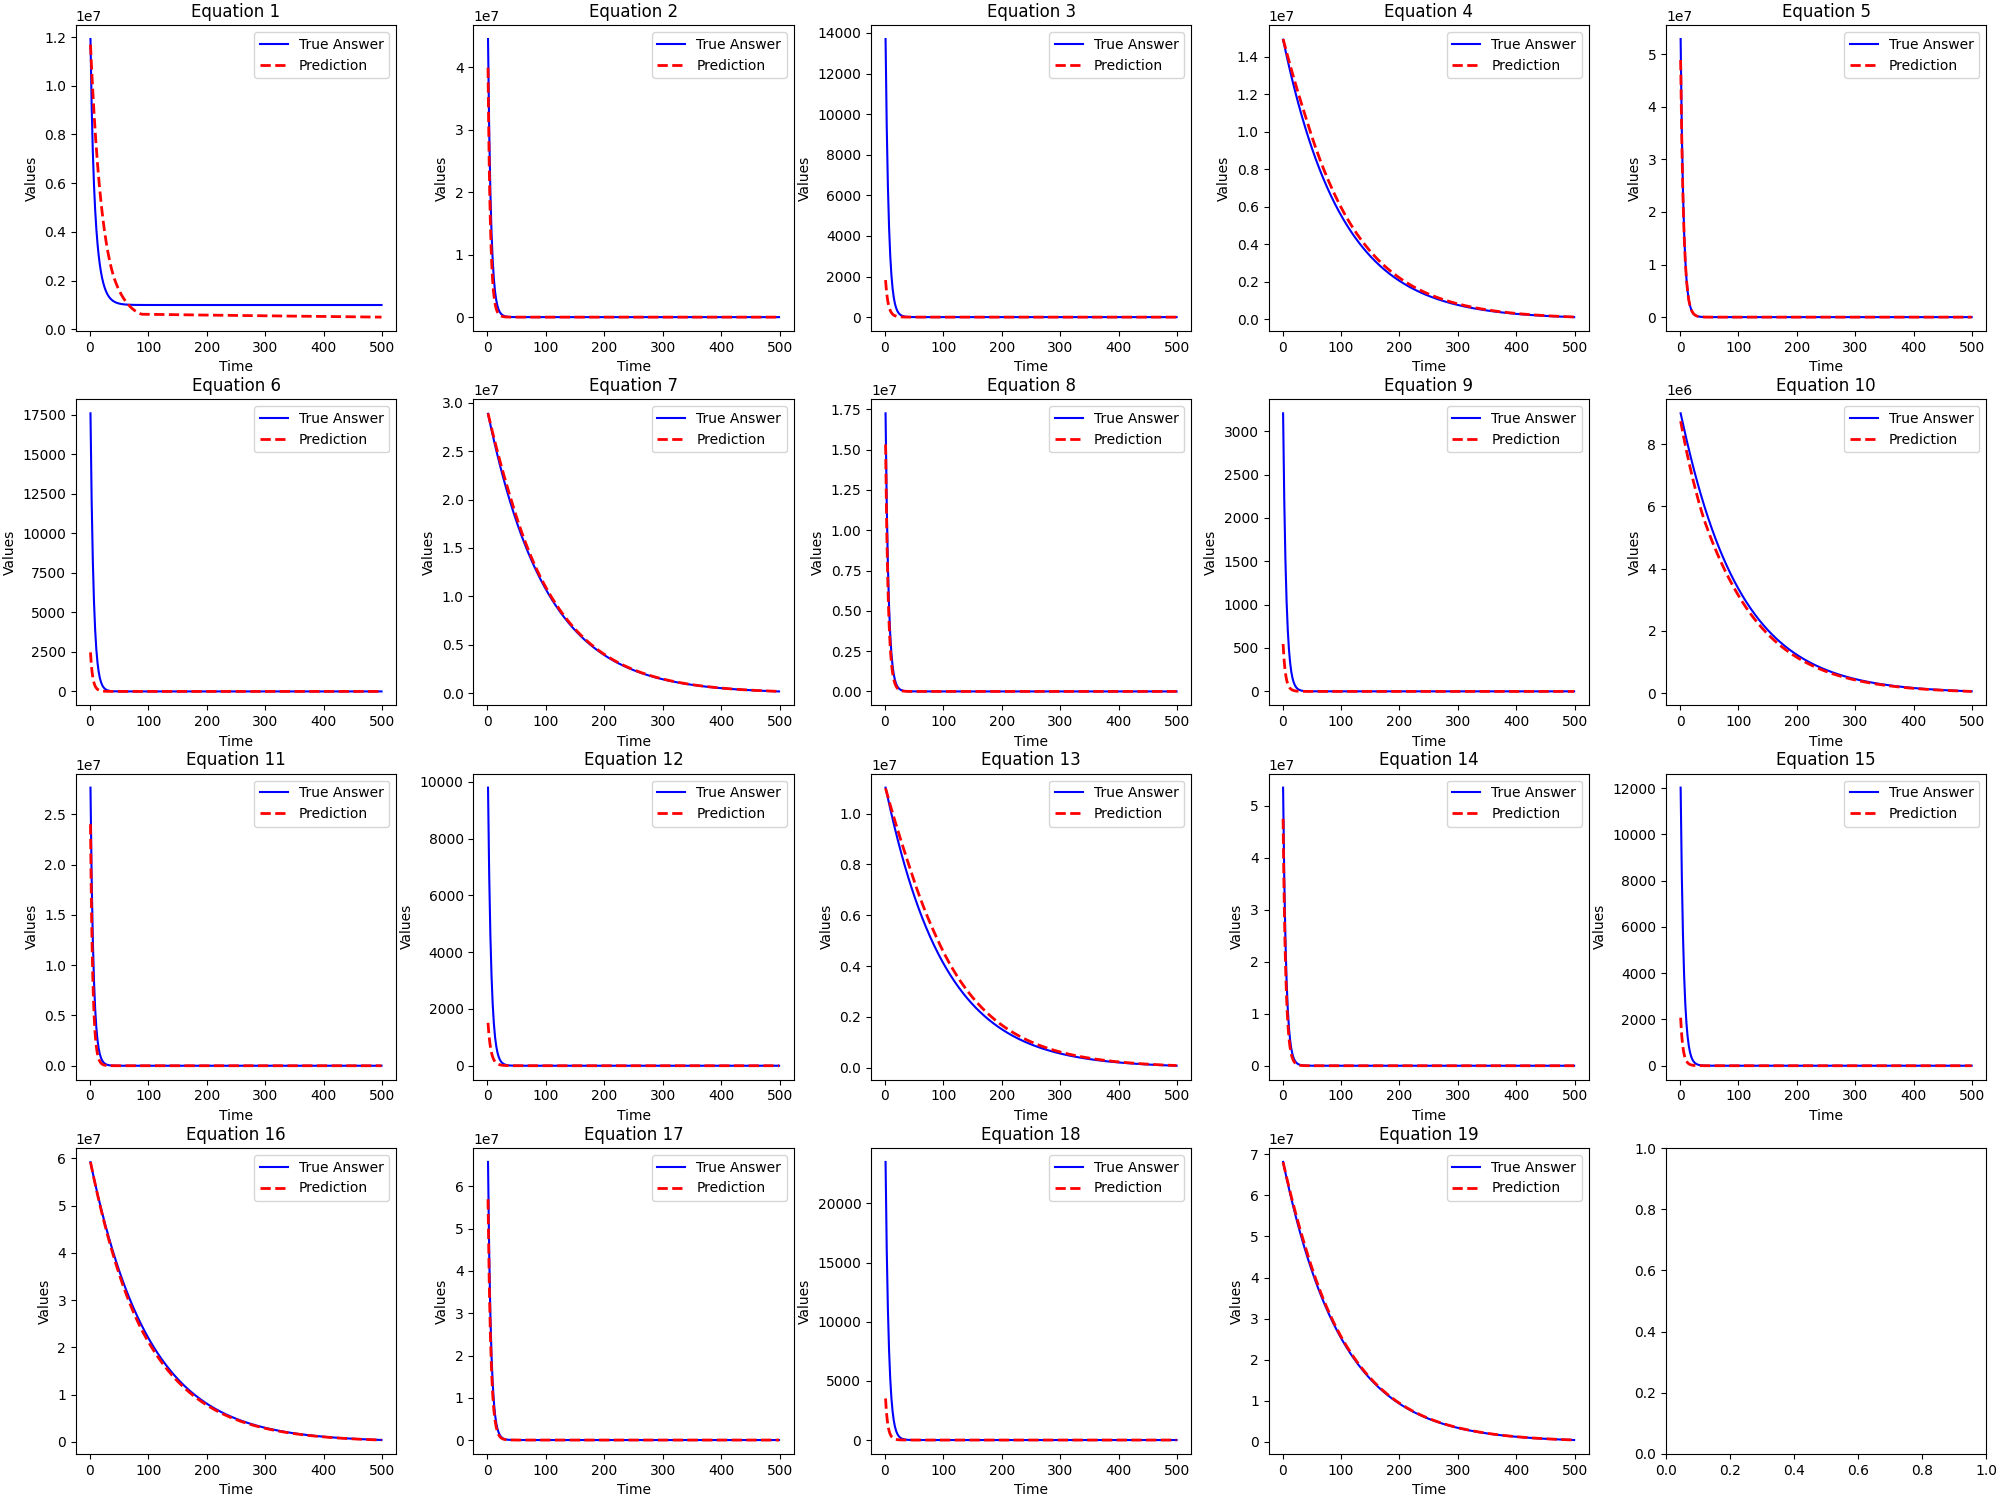 Equation 1
1e7
1.2
1.0
0.8
0.6
0.4
0.2
0.0
Values
True Answer
Prediction
0 100 200 300 400 500
Time
Equation 2
1e7
4
3
2
1
0
Values
True Answer
Prediction
0 100 200 300 400 500
Time
Equation 3
14000
12000
10000
8000
6000
4000
2000
0
Values
True Answer
Prediction
0 100 200 300 400 500
Time
Equation 4
1e7
1.4
1.2
1.0
0.8
0.6
0.4
0.2
0.0
Values
True Answer
Prediction
0 100 200 300 400 500
Time
Equation 5
1e7
5
4
3
2
1
0
Values
True Answer
Prediction
0 100 200 300 400 500
Time
Equation 6
17500
15000
12500
10000
7500
5000
2500
0
Values
True Answer
Prediction
0 100 200 300 400 500
Time
Equation 7
1e7
3.0
2.5
2.0
1.5
1.0
0.5
0.0
Values
True Answer
Prediction
0 100 200 300 400 500
Time
Equation 8
1e7
1.75
1.50
1.25
1.00
0.75
0.50
0.25
0.00
Values
True Answer
Prediction
0 100 200 300 400 500
Time
Equation 9
3000
2500
2000
1500
1000
500
0
Values
True Answer
Prediction
0 100 200 300 400 500
Time
Equation 10
1e6
8
6
4
2
0
Values
True Answer
Prediction
0 100 200 300 400 500
Time
Equation 11
1e7
2.5
2.0
1.5
1.0
0.5
0.0
Values
True Answer
Prediction
0 100 200 300 400 500
Time
Equation 12
10000
8000
6000
4000
2000
0
Values
True Answer
Prediction
0 100 200 300 400 500
Time
Equation 13
1e7
1.0
0.8
0.6
0.4
0.2
0.0
Values
True Answer
Prediction
0 100 200 300 400 500
Time
Equation 14
1e7
5
4
3
2
1
0
Values
True Answer
Prediction
0 100 200 300 400 500
Time
Equation 15
12000
10000
8000
6000
4000
2000
0
Values
True Answer
Prediction
0 100 200 300 400 500
Time
Equation 16
1e7
6
5
4
3
2
1
0
Values
True Answer
Prediction
0 100 200 300 400 500
Time
Equation 17
1e7
6
5
4
3
2
1
0
Values
True Answer
Prediction
0 100 200 300 400 500
Time
Equation 18
20000
15000
10000
5000
0
Values
True Answer
Prediction
0 100 200 300 400 500
Time
Equation 19
1e7
7
6
5
4
3
2
1
0
Values
True Answer
Prediction
0 100 200 300 400 500
Time
1.0
0.8
0.6
0.4
0.2
0.0
0.0 0.2 0.4 0.6 0.8 1.0